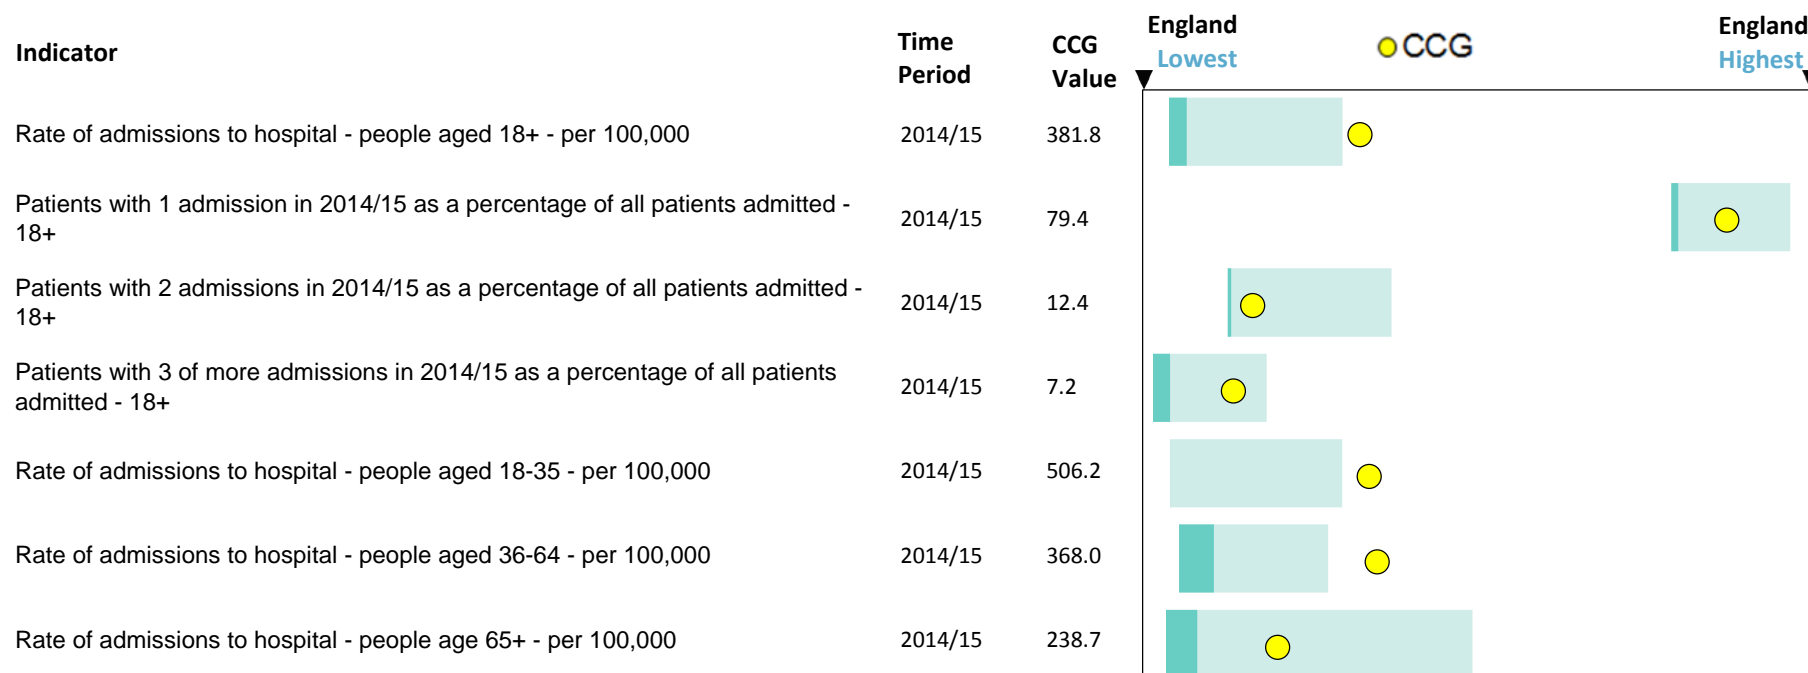 Indicator
Time Period
CCG Value
England Lowest
CCG
England Highest
Rate of admissions to hospital - people aged 18+ - per 100,000 2014/15 381.8
Patients with 1 admission in 2014/15 as a percentage of all patients admitted -
18+
2014/15 79.4
Patients with 2 admissions in 2014/15 as a percentage of all patients admitted -
18+
2014/15 12.4
Patients with 3 of more admissions in 2014/15 as a percentage of all patients
admitted - 18+
2014/15 7.2
Rate of admissions to hospital - people aged 18-35 - per 100,000 2014/15 506.2
Rate of admissions to hospital - people aged 36-64 - per 100,000 2014/15 368.0
Rate of admissions to hospital - people age 65+ - per 100,000 2014/15 238.7